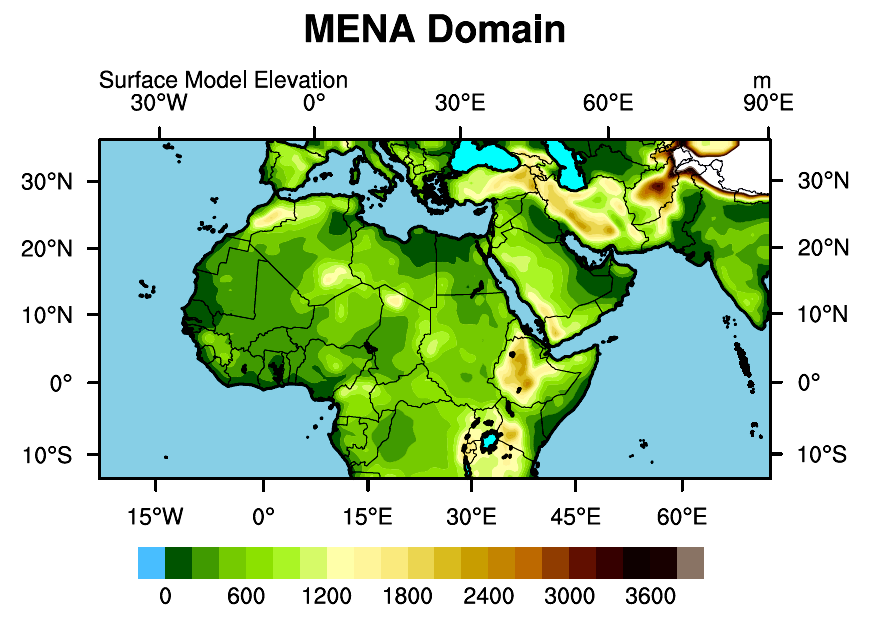 MENA Domain
Surface Model Elevation m
30°W 0° 30°E 60°E 90°E
30°N 30°N
20°N 20°N
10°N 10°N
0° 0°
10°S 10°S
15°W 0° 15°E 30°E 45°E 60°E
0 600 1200 1800 2400 3000 3600